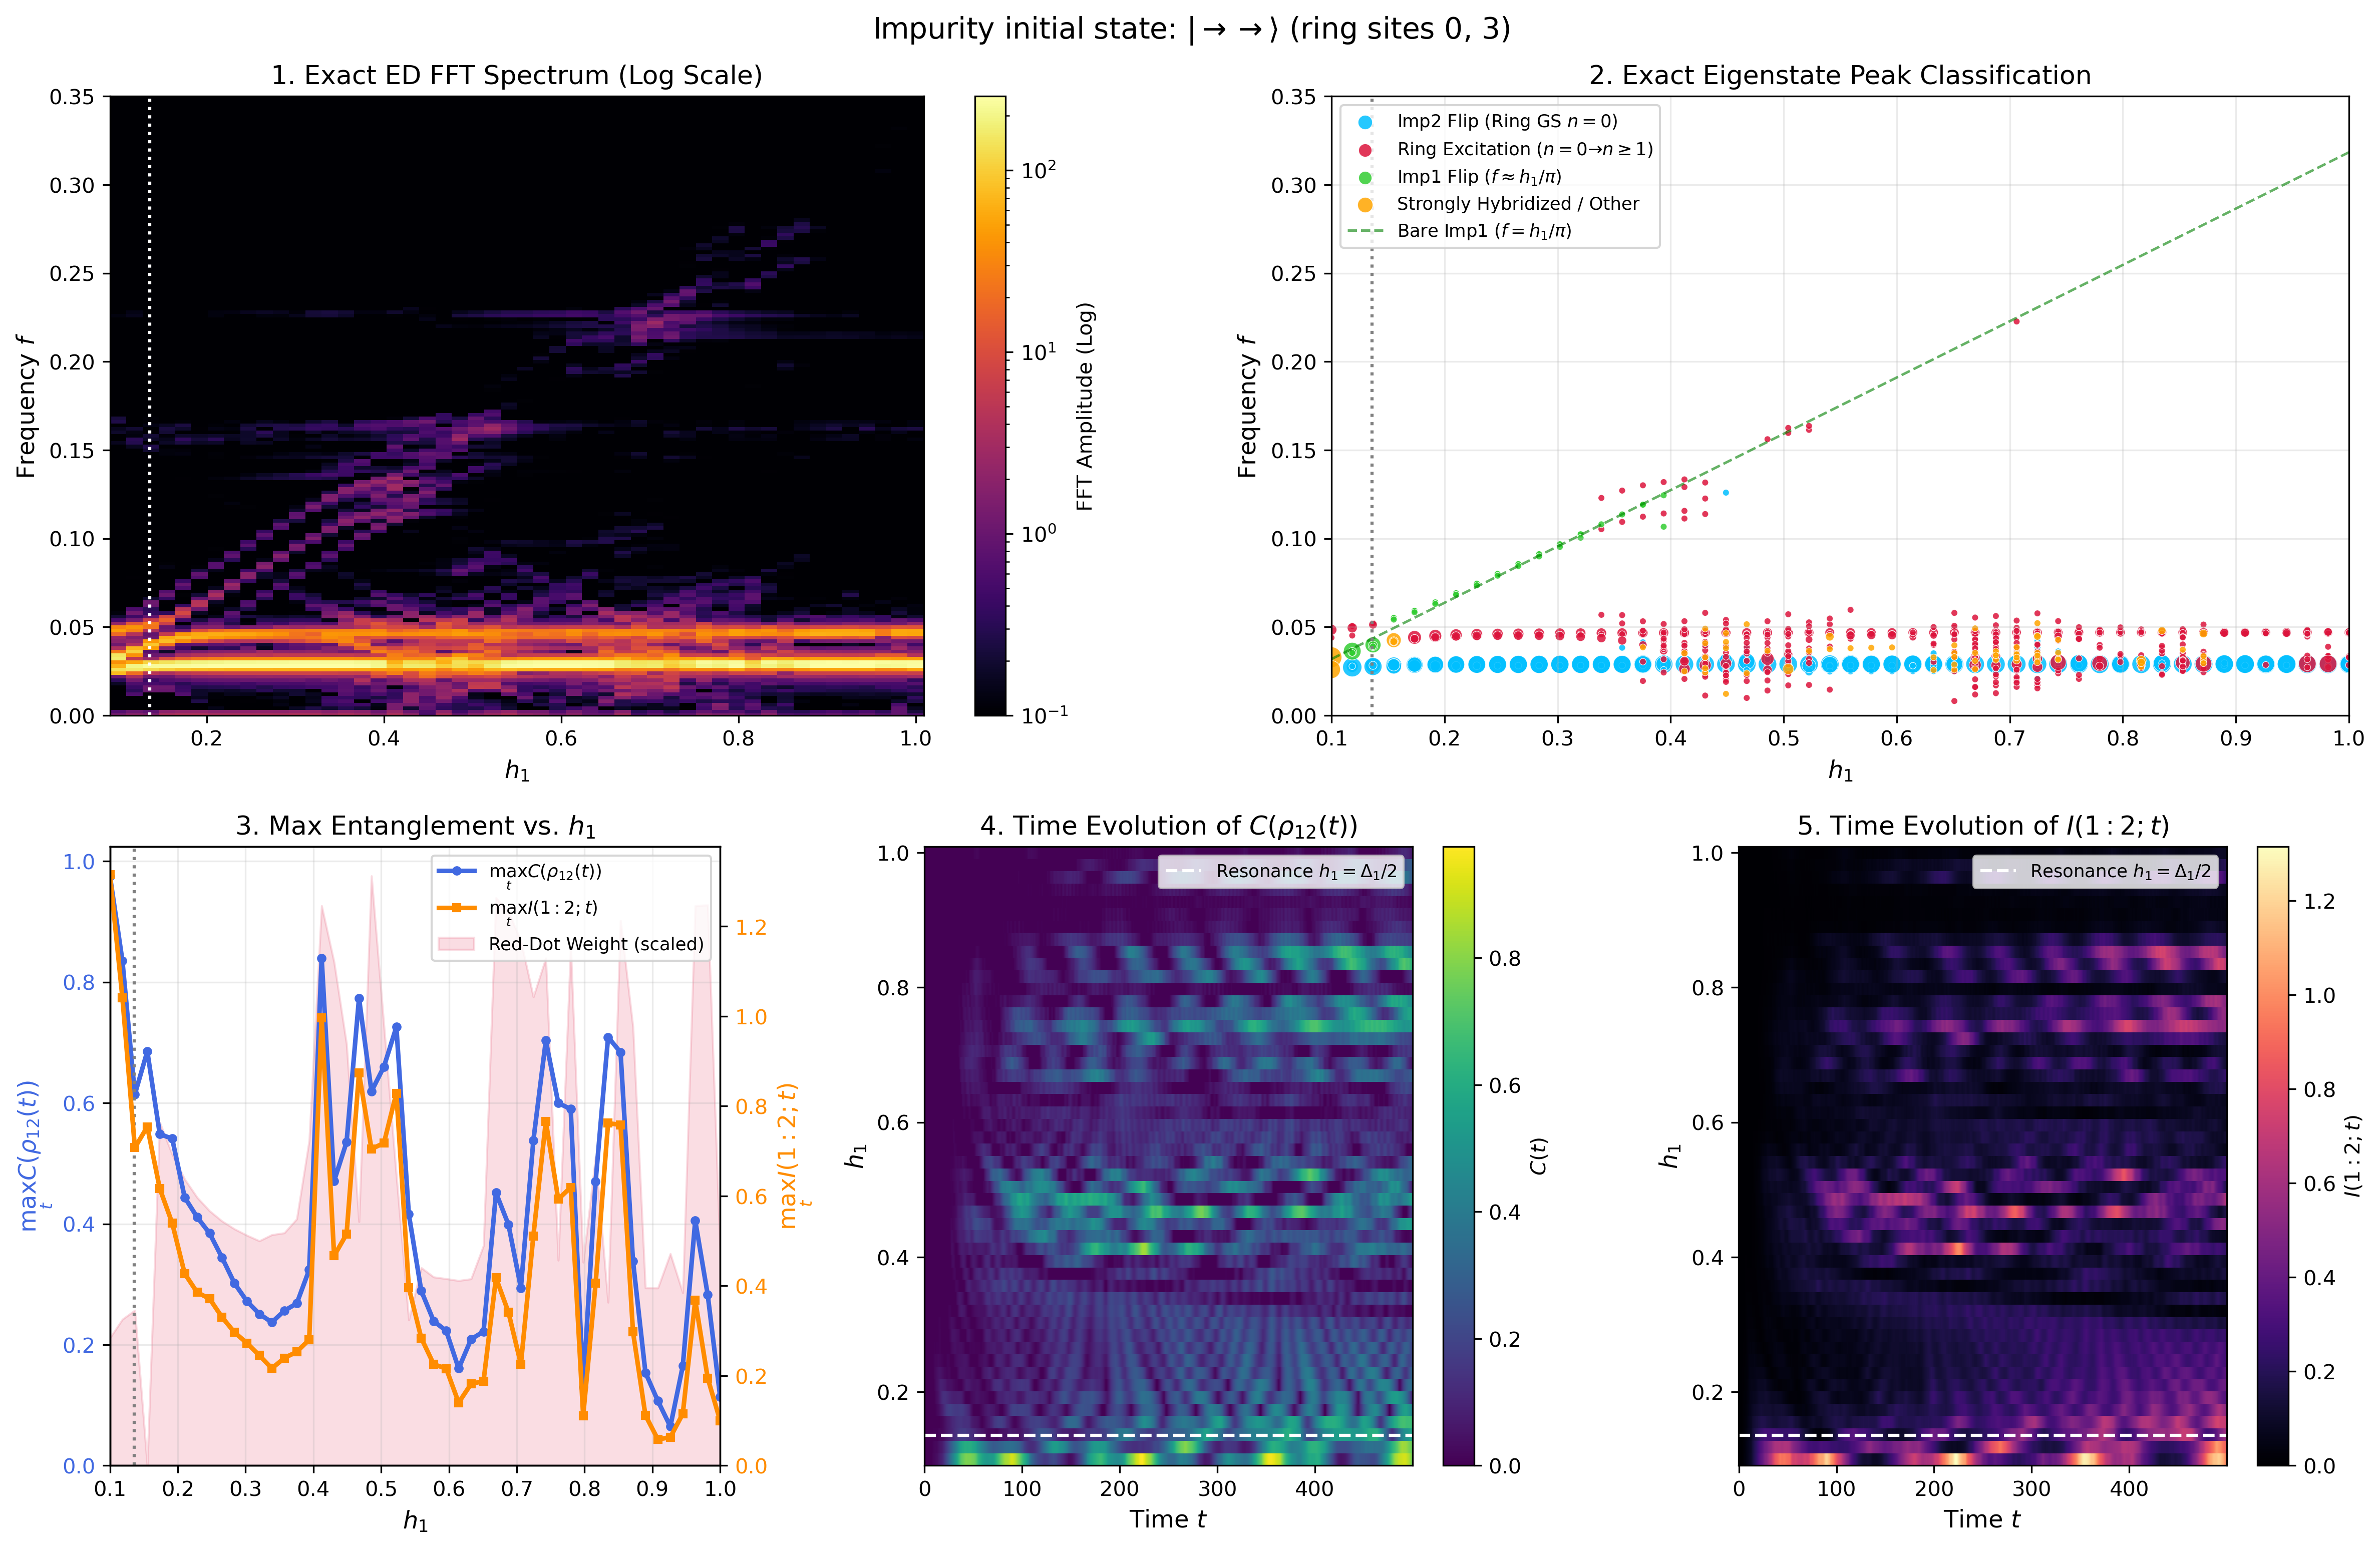 Impurity initial state: |→→⟩ (ring sites 0, 3)
1. Exact ED FFT Spectrum (Log Scale)
0.35
0.30
0.25
0.20
0.15
0.10
0.05
0.00
Frequency f
0.2 0.4 0.6 0.8 1.0
h₁
10²
10¹
10⁰
10⁻¹
FFT Amplitude (Log)
2. Exact Eigenstate Peak Classification
0.35
0.30
0.25
0.20
0.15
0.10
0.05
0.00
Frequency f
Imp2 Flip (Ring GS n = 0)
Ring Excitation (n = 0→n ≥ 1)
Imp1 Flip (f ≈ h₁/π)
Strongly Hybridized / Other
Bare Imp1 (f = h₁/π)
0.1 0.2 0.3 0.4 0.5 0.6 0.7 0.8 0.9 1.0
h₁
3. Max Entanglement vs. h₁
1.0
0.8
0.6
0.4
0.2
0.0
max C(ρ₁₂(t))
t
max C(ρ₁₂(t))
t
max I(1 : 2; t)
t
Red-Dot Weight (scaled)
1.2
1.0
0.8
0.6
0.4
0.2
0.0
max I(1 : 2; t)
t
0.1 0.2 0.3 0.4 0.5 0.6 0.7 0.8 0.9 1.0
h₁
4. Time Evolution of C(ρ₁₂(t))
1.0
0.8
0.6
0.4
0.2
h₁
Resonance h₁ = Δ₁/2
0 100 200 300 400
Time t
0.8
0.6
0.4
0.2
0.0
C(t)
5. Time Evolution of I(1 : 2; t)
1.0
0.8
0.6
0.4
0.2
h₁
Resonance h₁ = Δ₁/2
0 100 200 300 400
Time t
1.2
1.0
0.8
0.6
0.4
0.2
0.0
I(1 : 2; t)